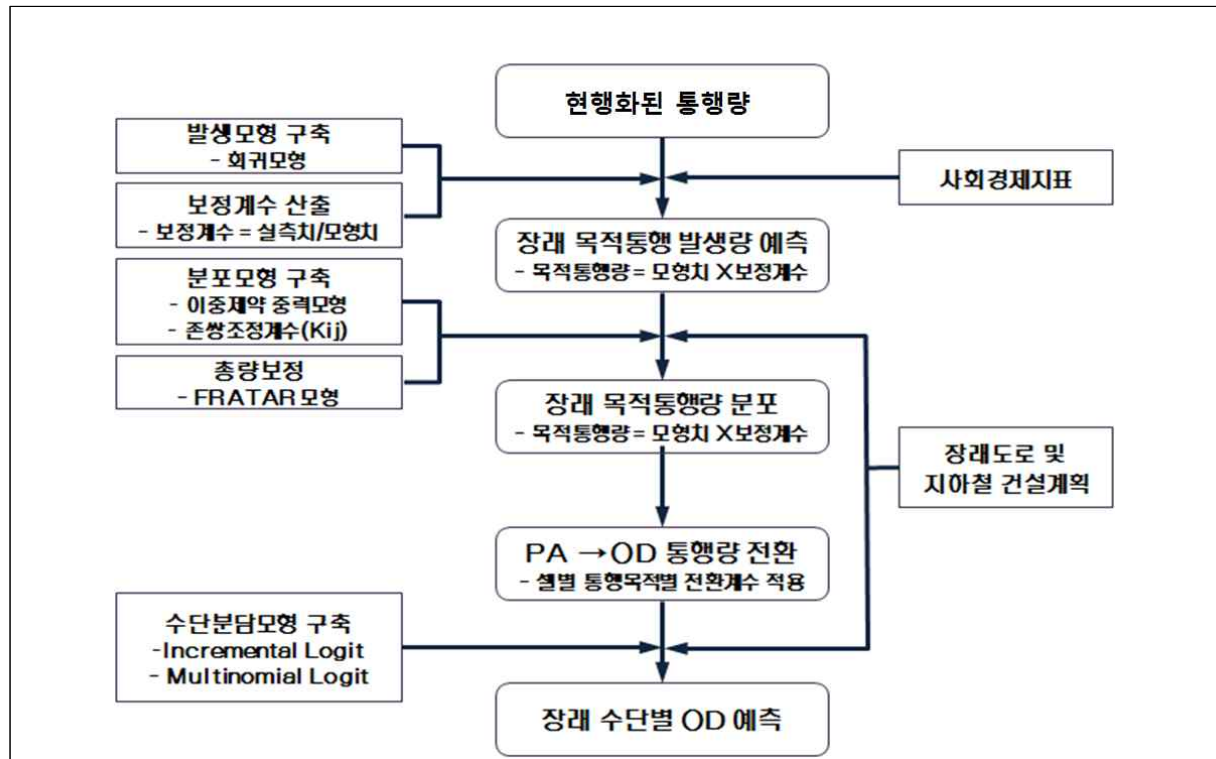 현행화된 통행량
발생모형 구축
- 회귀모형
사회경제지표
보정계수 산출
- 보정계수 = 실측치/모형치
장래 목적통행 발생량 예측
- 목적통행량 = 모형치 X보정계수
분포모형 구축
- 이중제약 중력모형
- 존쌍조정계수(Kij)
총량보정
- FRATAR 모형
장래 목적통행량 분포
- 목적통행량 = 모형치 X보정계수
장래도로 및
지하철 건설계획
PA →OD 통행량 전환
- 셀별 통행목적별 전환계수 적용
수단분담모형 구축
-Incremental Logit
- Multinomial Logit
장래 수단별 OD 예측